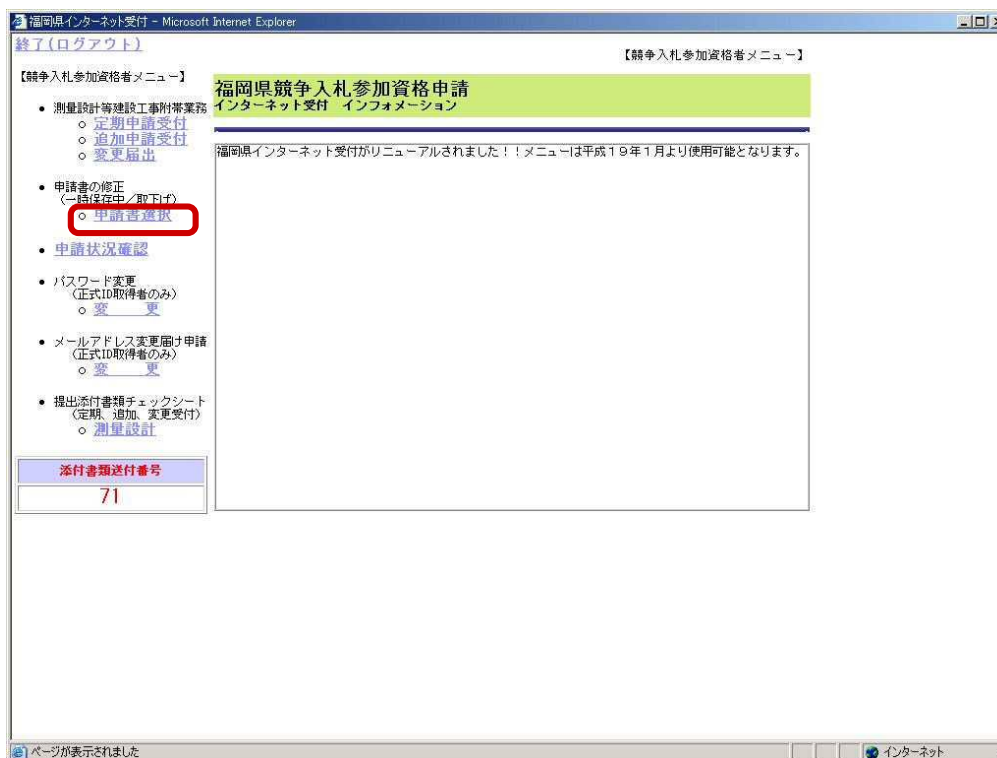 福岡県インターネット受付 - Microsoft Internet Explorer
終了(ログアウト)
【競争入札参加資格者メニュー】
【競争入札参加資格者メニュー】
福岡県競争入札参加資格申請
インターネット受付 インフォメーション
• 測量設計等建設工事附帯業務
○ 定期申請受付
○ 追加申請受付
○ 変更届出
福岡県インターネット受付がリニューアルされました!!メニューは平成19年1月より使用可能となります。
• 申請書の修正
(一時保存中/取下げ)
○ 申請書選択
• 申請状況確認
• パスワード変更
(正式ID取得者のみ)
○ 変 更
• メールアドレス変更届け申請
(正式ID取得者のみ)
○ 変 更
• 提出添付書類チェックシート
(定期、追加、変更受付)
○ 測量設計
添付書類送付番号
71
ページが表示されました
インターネット